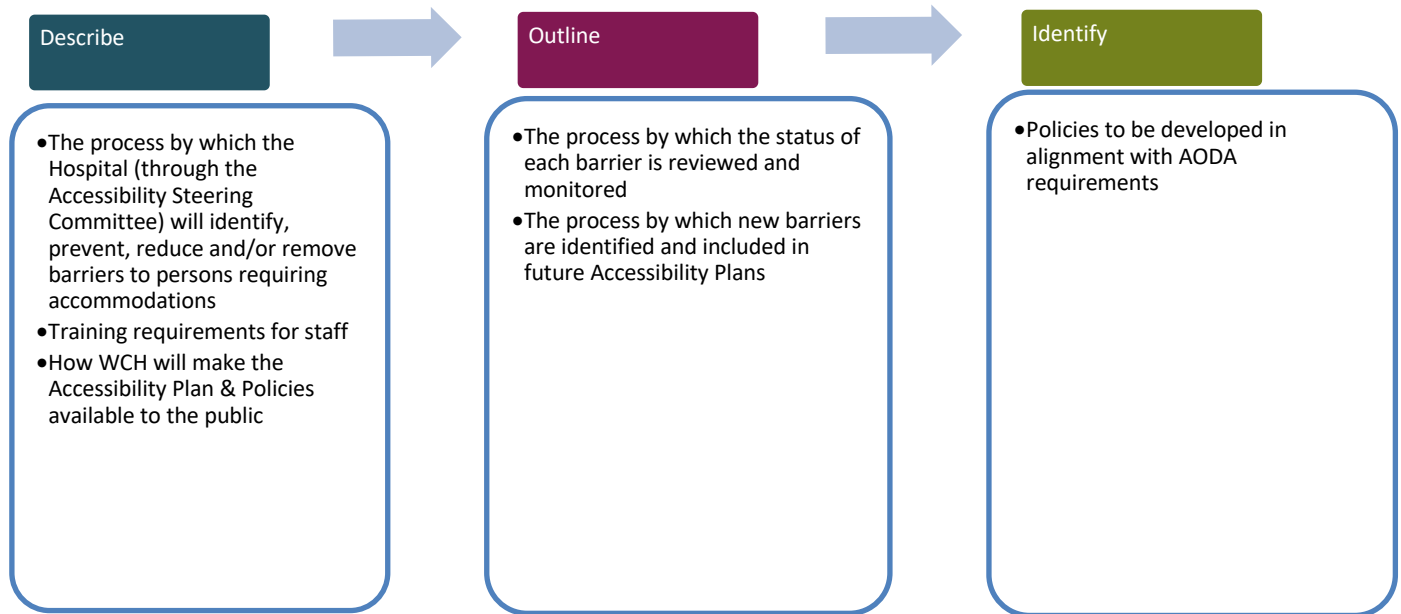 Describe
•The process by which the
Hospital (through the
Accessibility Steering
Committee) will identify,
prevent, reduce and/or remove
barriers to persons requiring
accommodations
•Training requirements for staff
•How WCH will make the
Accessibility Plan & Policies
available to the public
Outline
•The process by which the status of
each barrier is reviewed and
monitored
•The process by which new barriers
are identified and included in
future Accessibility Plans
Identify
•Policies to be developed in
alignment with AODA
requirements